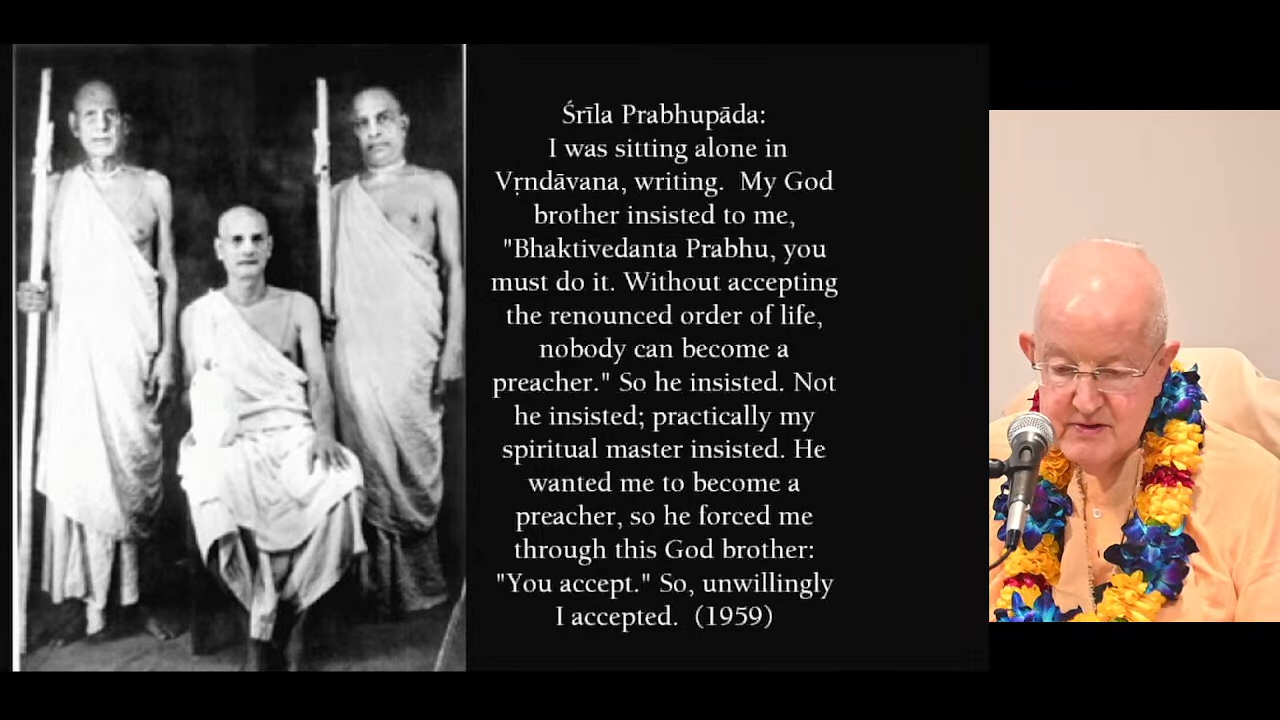 Śrīla Prabhupāda:
I was sitting alone in
Vṛndāvana, writing.  My God
brother insisted to me,
"Bhaktivedanta Prabhu, you
must do it. Without accepting
the renounced order of life,
nobody can become a
preacher." So he insisted. Not
he insisted; practically my
spiritual master insisted. He
wanted me to become a
preacher, so he forced me
through this God brother:
"You accept." So, unwillingly
I accepted.  (1959)